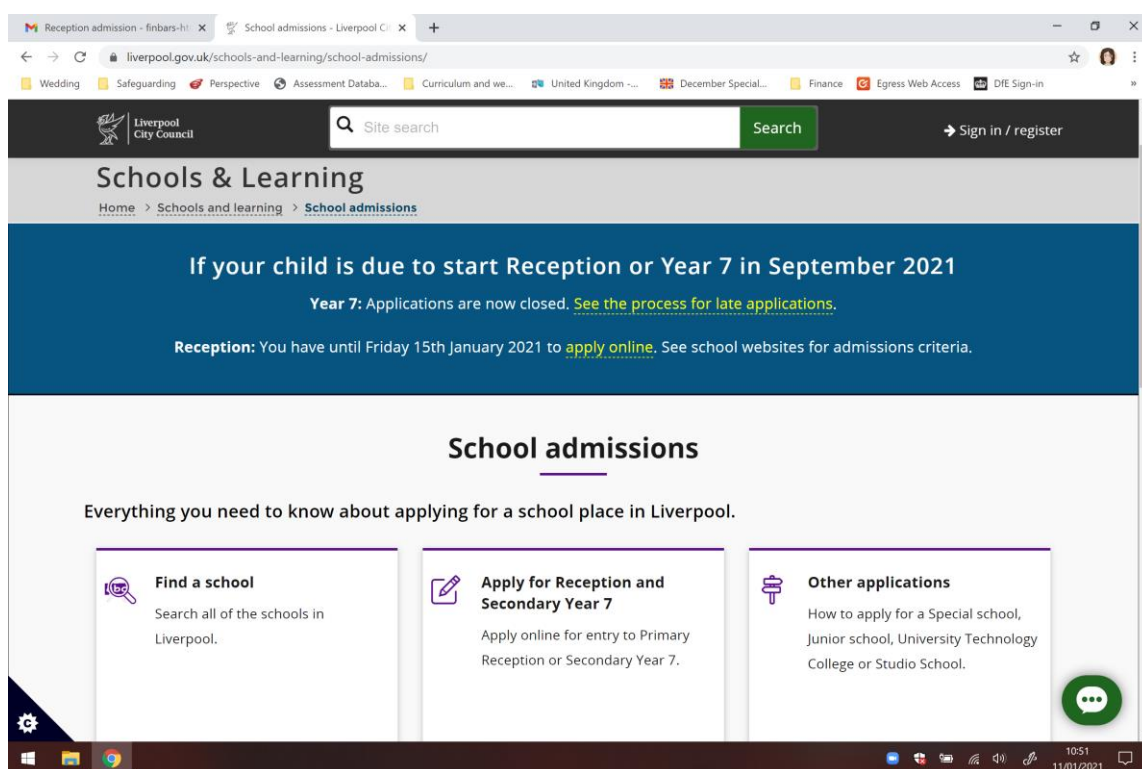 Reception admission - finbars-ht
School admissions - Liverpool Ci
liverpool.gov.uk/schools-and-learning/school-admissions/
Wedding Safeguarding Perspective Assessment Databa... Curriculum and we... United Kingdom -... December Special... Finance Egress Web Access DfE Sign-in
Liverpool
City Council
Site search
Search
Sign in / register
Schools & Learning
Home > Schools and learning > School admissions
If your child is due to start Reception or Year 7 in September 2021
Year 7: Applications are now closed. See the process for late applications.
Reception: You have until Friday 15th January 2021 to apply online. See school websites for admissions criteria.
School admissions
Everything you need to know about applying for a school place in Liverpool.
Find a school
Search all of the schools in
Liverpool.
Apply for Reception and
Secondary Year 7
Apply online for entry to Primary
Reception or Secondary Year 7.
Other applications
How to apply for a Special school,
Junior school, University Technology
College or Studio School.
10:51
11/01/2021